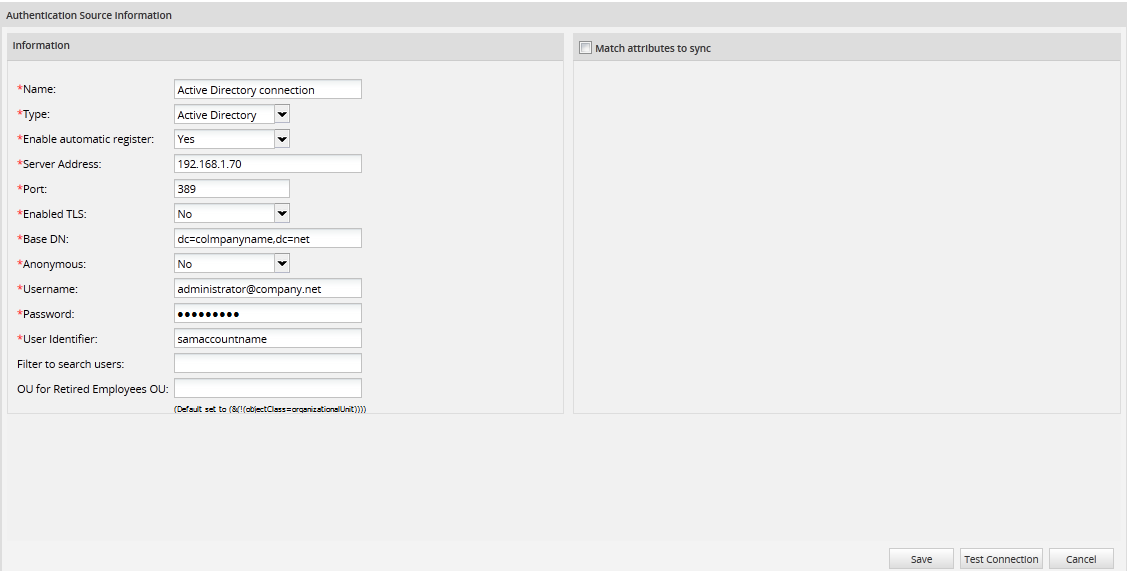 Authentication Source Information
Information
Match attributes to sync
*Name: Active Directory connection
*Type: Active Directory
*Enable automatic register: Yes
*Server Address: 192.168.1.70
*Port: 389
*Enabled TLS: No
*Base DN: dc=colmpanyname,dc=net
*Anonymous: No
*Username: administrator@company.net
*Password: •••••••••
*User Identifier: samaccountname
Filter to search users:
OU for Retired Employees OU:
(Default set to (&(!(objectClass=organizationalUnit))))
Save Test Connection Cancel